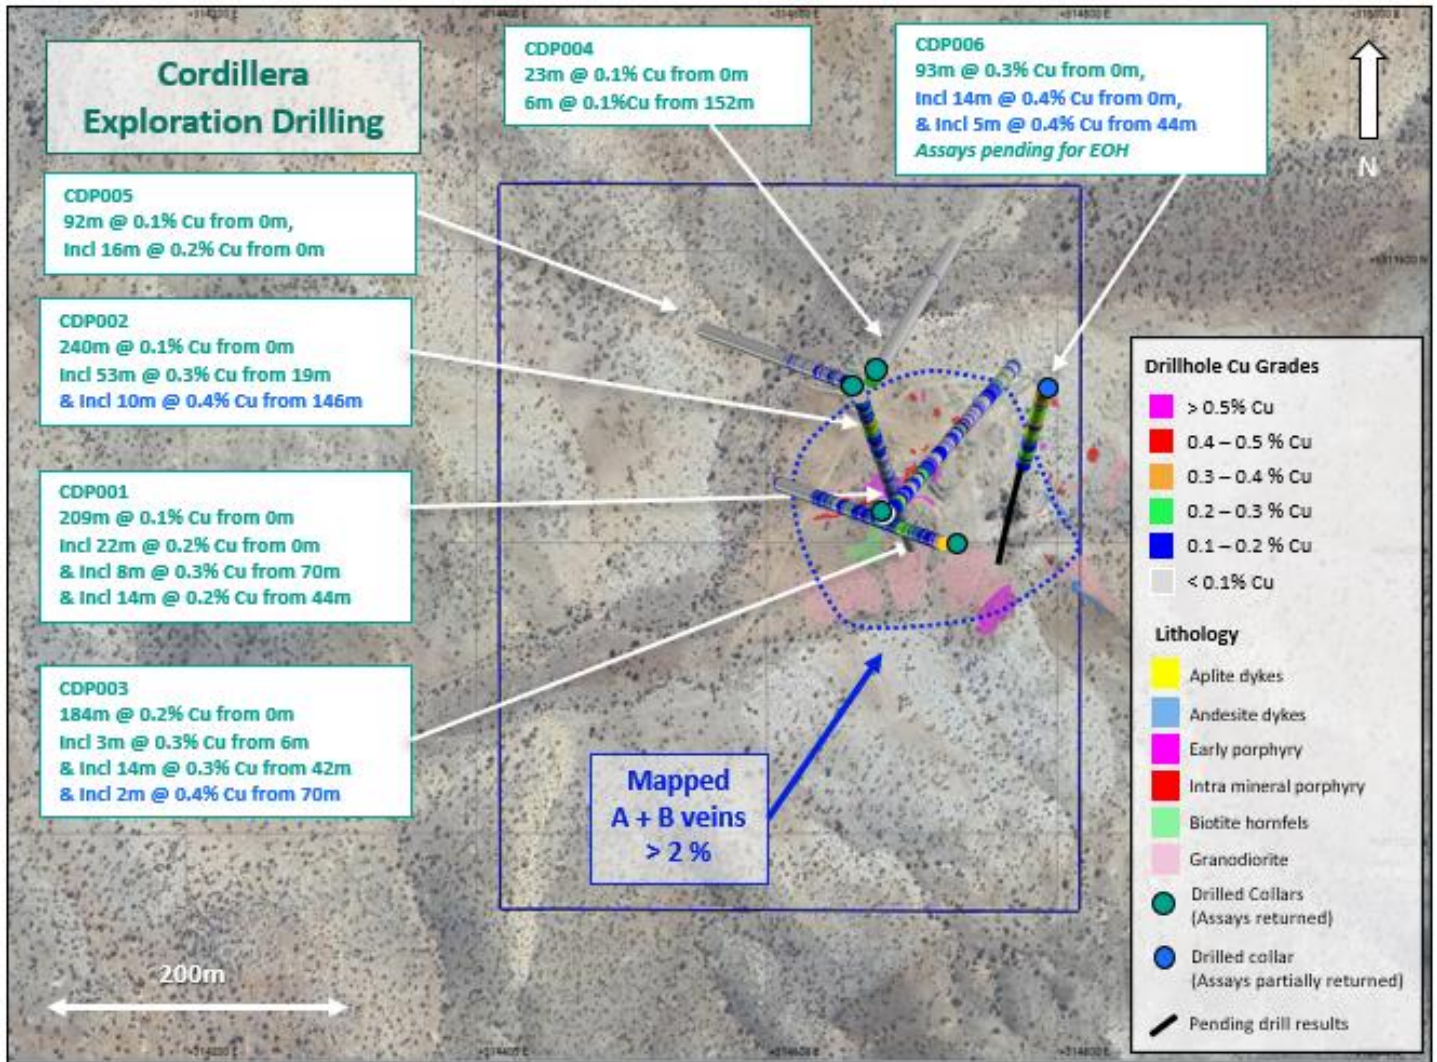 Cordillera
Exploration Drilling
CDP004
23m @ 0.1% Cu from 0m
6m @ 0.1%Cu from 152m
CDP006
93m @ 0.3% Cu from 0m,
Incl 14m @ 0.4% Cu from 0m,
& Incl 5m @ 0.4% Cu from 44m
Assays pending for EOH
N
CDP005
92m @ 0.1% Cu from 0m,
Incl 16m @ 0.2% Cu from 0m
CDP002
240m @ 0.1% Cu from 0m
Incl 53m @ 0.3% Cu from 19m
& Incl 10m @ 0.4% Cu from 146m
CDP001
209m @ 0.1% Cu from 0m
Incl 22m @ 0.2% Cu from 0m
& Incl 8m @ 0.3% Cu from 70m
& Incl 14m @ 0.2% Cu from 44m
CDP003
184m @ 0.2% Cu from 0m
Incl 3m @ 0.3% Cu from 6m
& Incl 14m @ 0.3% Cu from 42m
& Incl 2m @ 0.4% Cu from 70m
Mapped
A + B veins
> 2 %
200m
Drillhole Cu Grades
> 0.5% Cu
0.4 – 0.5 % Cu
0.3 – 0.4 % Cu
0.2 – 0.3 % Cu
0.1 – 0.2 % Cu
< 0.1% Cu
Lithology
Aplite dykes
Andesite dykes
Early porphyry
Intra mineral porphyry
Biotite hornfels
Granodiorite
Drilled Collars
(Assays returned)
Drilled collar
(Assays partially returned)
Pending drill results